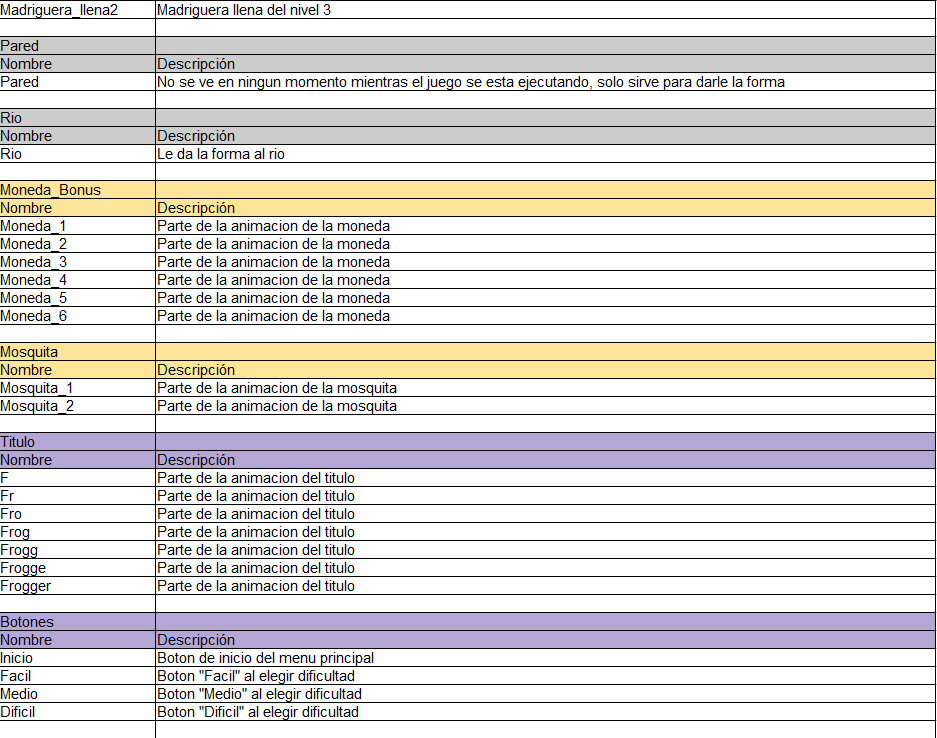 Madriguera_llena2 Madriguera llena del nivel 3
Pared
Nombre Descripción
Pared No se ve en ningun momento mientras el juego se esta ejecutando, solo sirve para darle la forma
Rio
Nombre Descripción
Rio Le da la forma al rio
Moneda_Bonus
Nombre Descripción
Moneda_1 Parte de la animacion de la moneda
Moneda_2 Parte de la animacion de la moneda
Moneda_3 Parte de la animacion de la moneda
Moneda_4 Parte de la animacion de la moneda
Moneda_5 Parte de la animacion de la moneda
Moneda_6 Parte de la animacion de la moneda
Mosquita
Nombre Descripción
Mosquita_1 Parte de la animacion de la mosquita
Mosquita_2 Parte de la animacion de la mosquita
Titulo
Nombre Descripción
F Parte de la animacion del titulo
Fr Parte de la animacion del titulo
Fro Parte de la animacion del titulo
Frog Parte de la animacion del titulo
Frogg Parte de la animacion del titulo
Frogge Parte de la animacion del titulo
Frogger Parte de la animacion del titulo
Botones
Nombre Descripción
Inicio Boton de inicio del menu principal
Facil Boton "Facil" al elegir dificultad
Medio Boton "Medio" al elegir dificultad
Dificil Boton "Dificil" al elegir dificultad